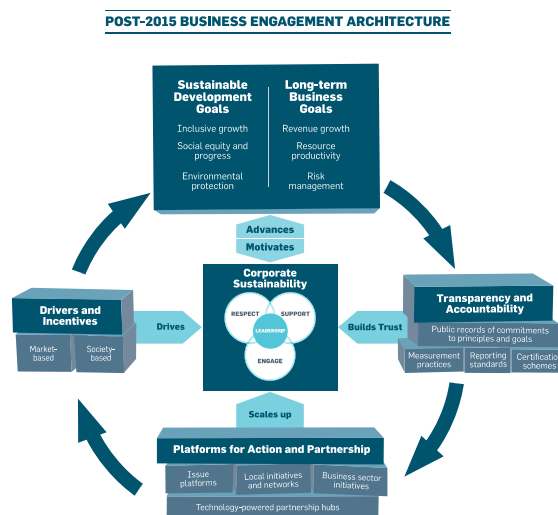 POST-2015 BUSINESS ENGAGEMENT ARCHITECTURE
Sustainable
Development
Goals
Inclusive growth
Social equity and
progress
Environmental
protection
Long-term
Business
Goals
Revenue growth
Resource
productivity
Risk
management
Advances
Motivates
Corporate
Sustainability
RESPECT
SUPPORT
LEADERSHIP
ENGAGE
Drivers and
Incentives
Market-
based
Society-
based
Drives
Builds Trust
Transparency and
Accountability
Public records of commitments
to principles and goals
Measurement
practices
Reporting
standards
Certification
schemes
Scales up
Platforms for Action and Partnership
Issue
platforms
Local initiatives
and networks
Business sector
initiatives
Technology-powered partnership hubs